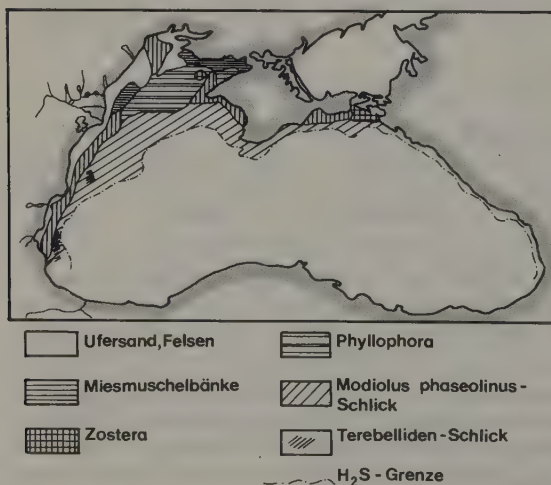 Ufersand, Felsen
Miesmuschelbänke
Zostera
Phyllophora
Modiolus phaseolinus-
Schlick
Terebelliden-Schlick
H₂S-Grenze